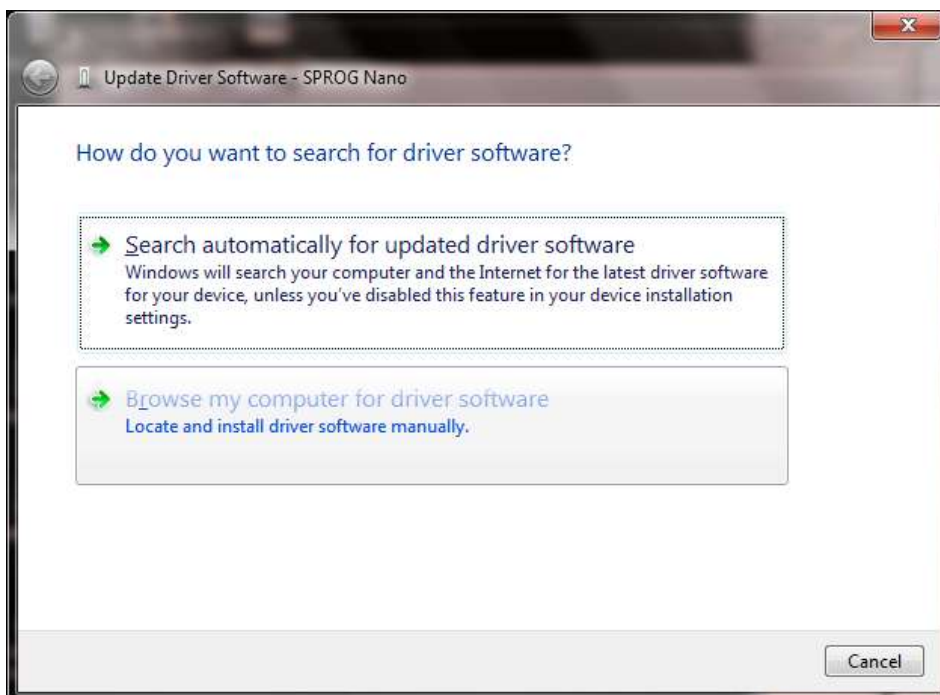 Update Driver Software - SPROG Nano
How do you want to search for driver software?
Search automatically for updated driver software
Windows will search your computer and the Internet for the latest driver software
for your device, unless you've disabled this feature in your device installation
settings.
Browse my computer for driver software
Locate and install driver software manually.
Cancel